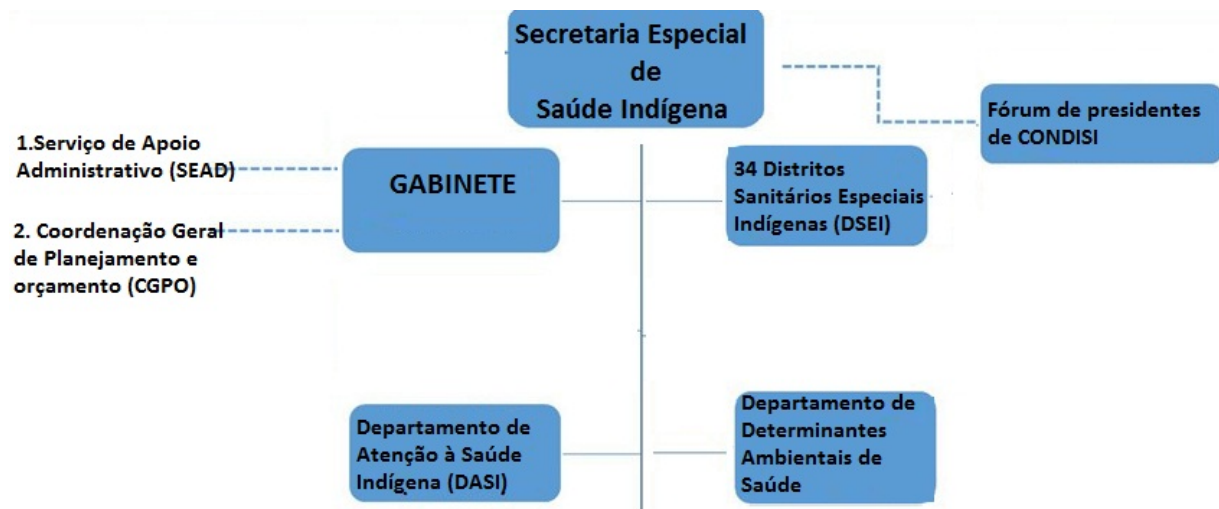 Secretaria Especial
de
Saúde Indígena
Fórum de presidentes
de CONDISI
1.Serviço de Apoio
Administrativo (SEAD)
2. Coordenação Geral
de Planejamento e
orçamento (CGPO)
GABINETE
34 Distritos
Sanitários Especiais
Indígenas (DSEI)
Departamento de
Atenção à Saúde
Indígena (DASI)
Departamento de
Determinantes
Ambientais de
Saúde